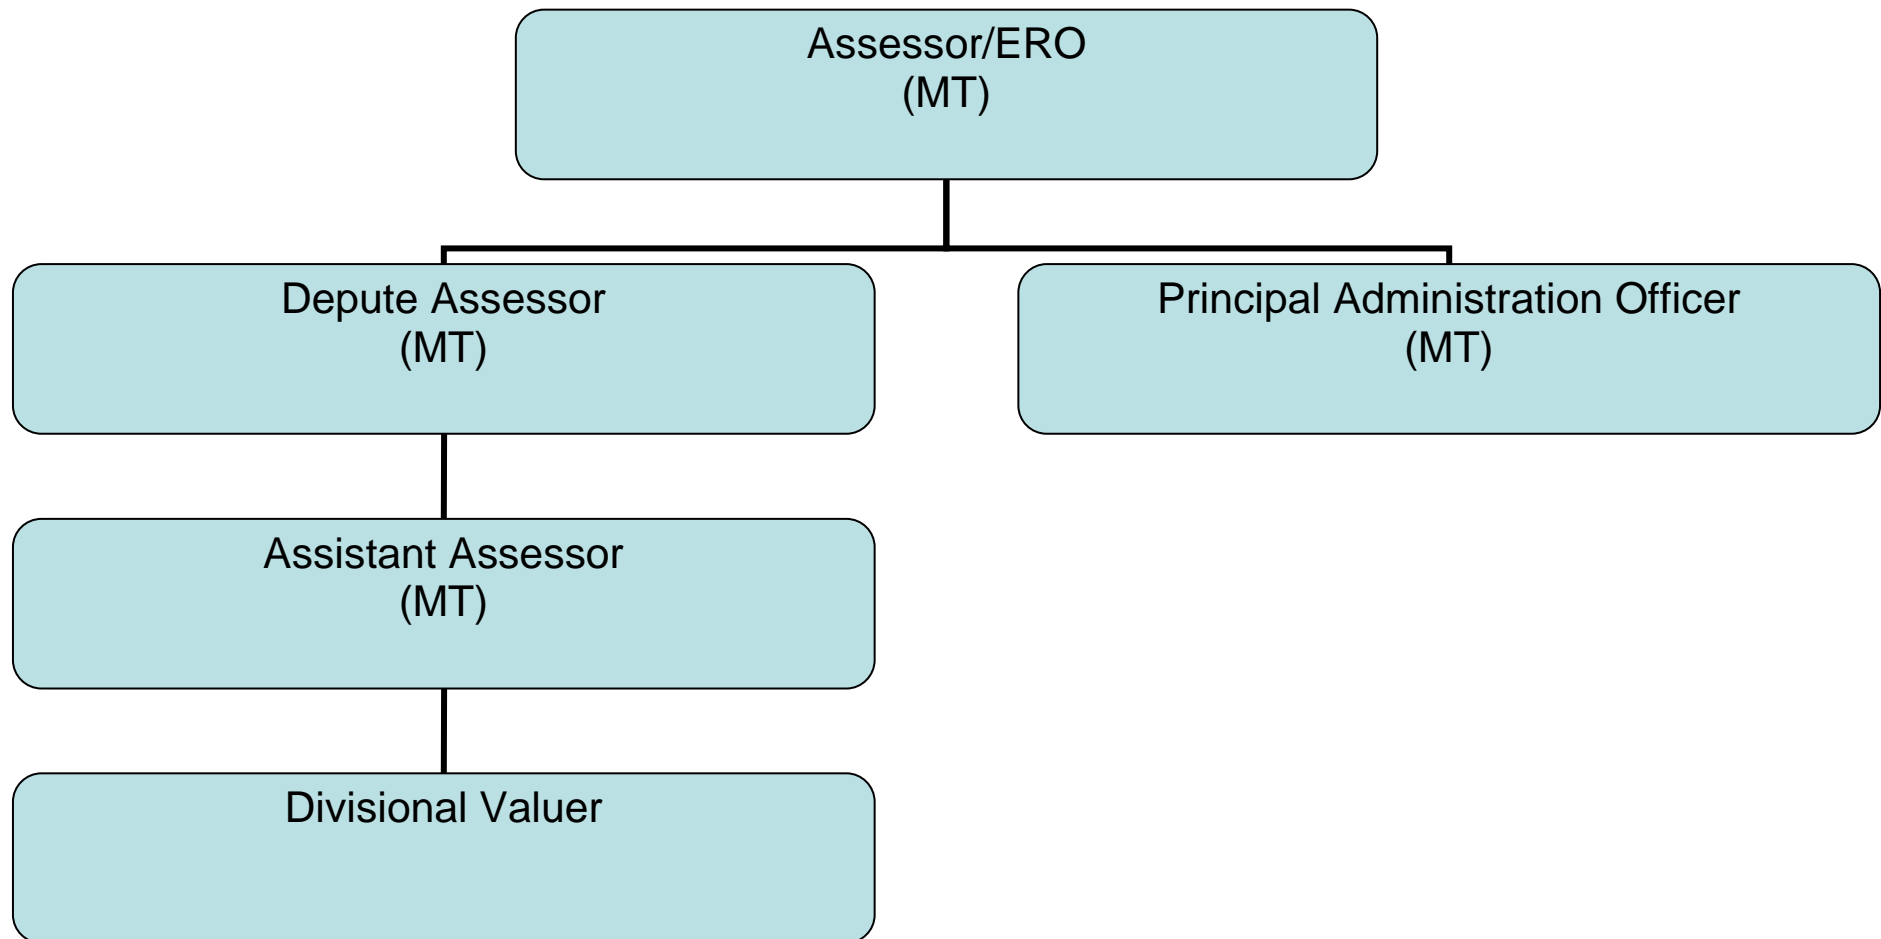 Assessor/ERO
(MT)
Depute Assessor
(MT)
Principal Administration Officer
(MT)
Assistant Assessor
(MT)
Divisional Valuer